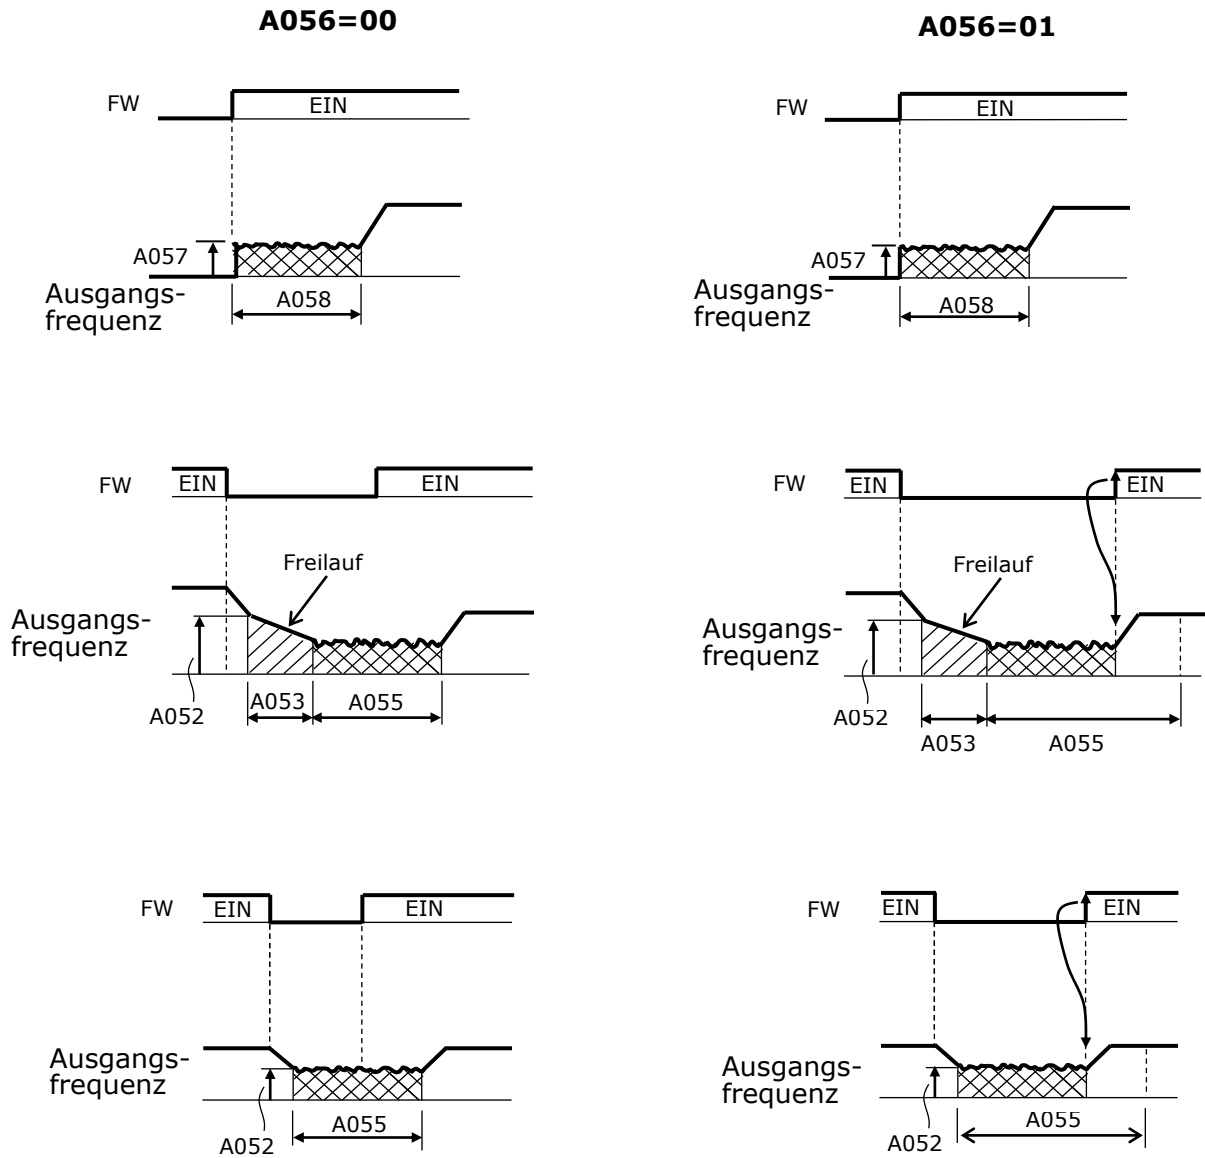 A056=00
A056=01
FW
EIN
FW
EIN
A057
Ausgangs-
frequenz
A058
A057
Ausgangs-
frequenz
A058
FW
EIN
EIN
Freilauf
Ausgangs-
frequenz
A052
A053
A055
FW
EIN
EIN
Freilauf
Ausgangs-
frequenz
A052
A053
A055
FW
EIN
EIN
Ausgangs-
frequenz
A052
A055
FW
EIN
EIN
Ausgangs-
frequenz
A052
A055